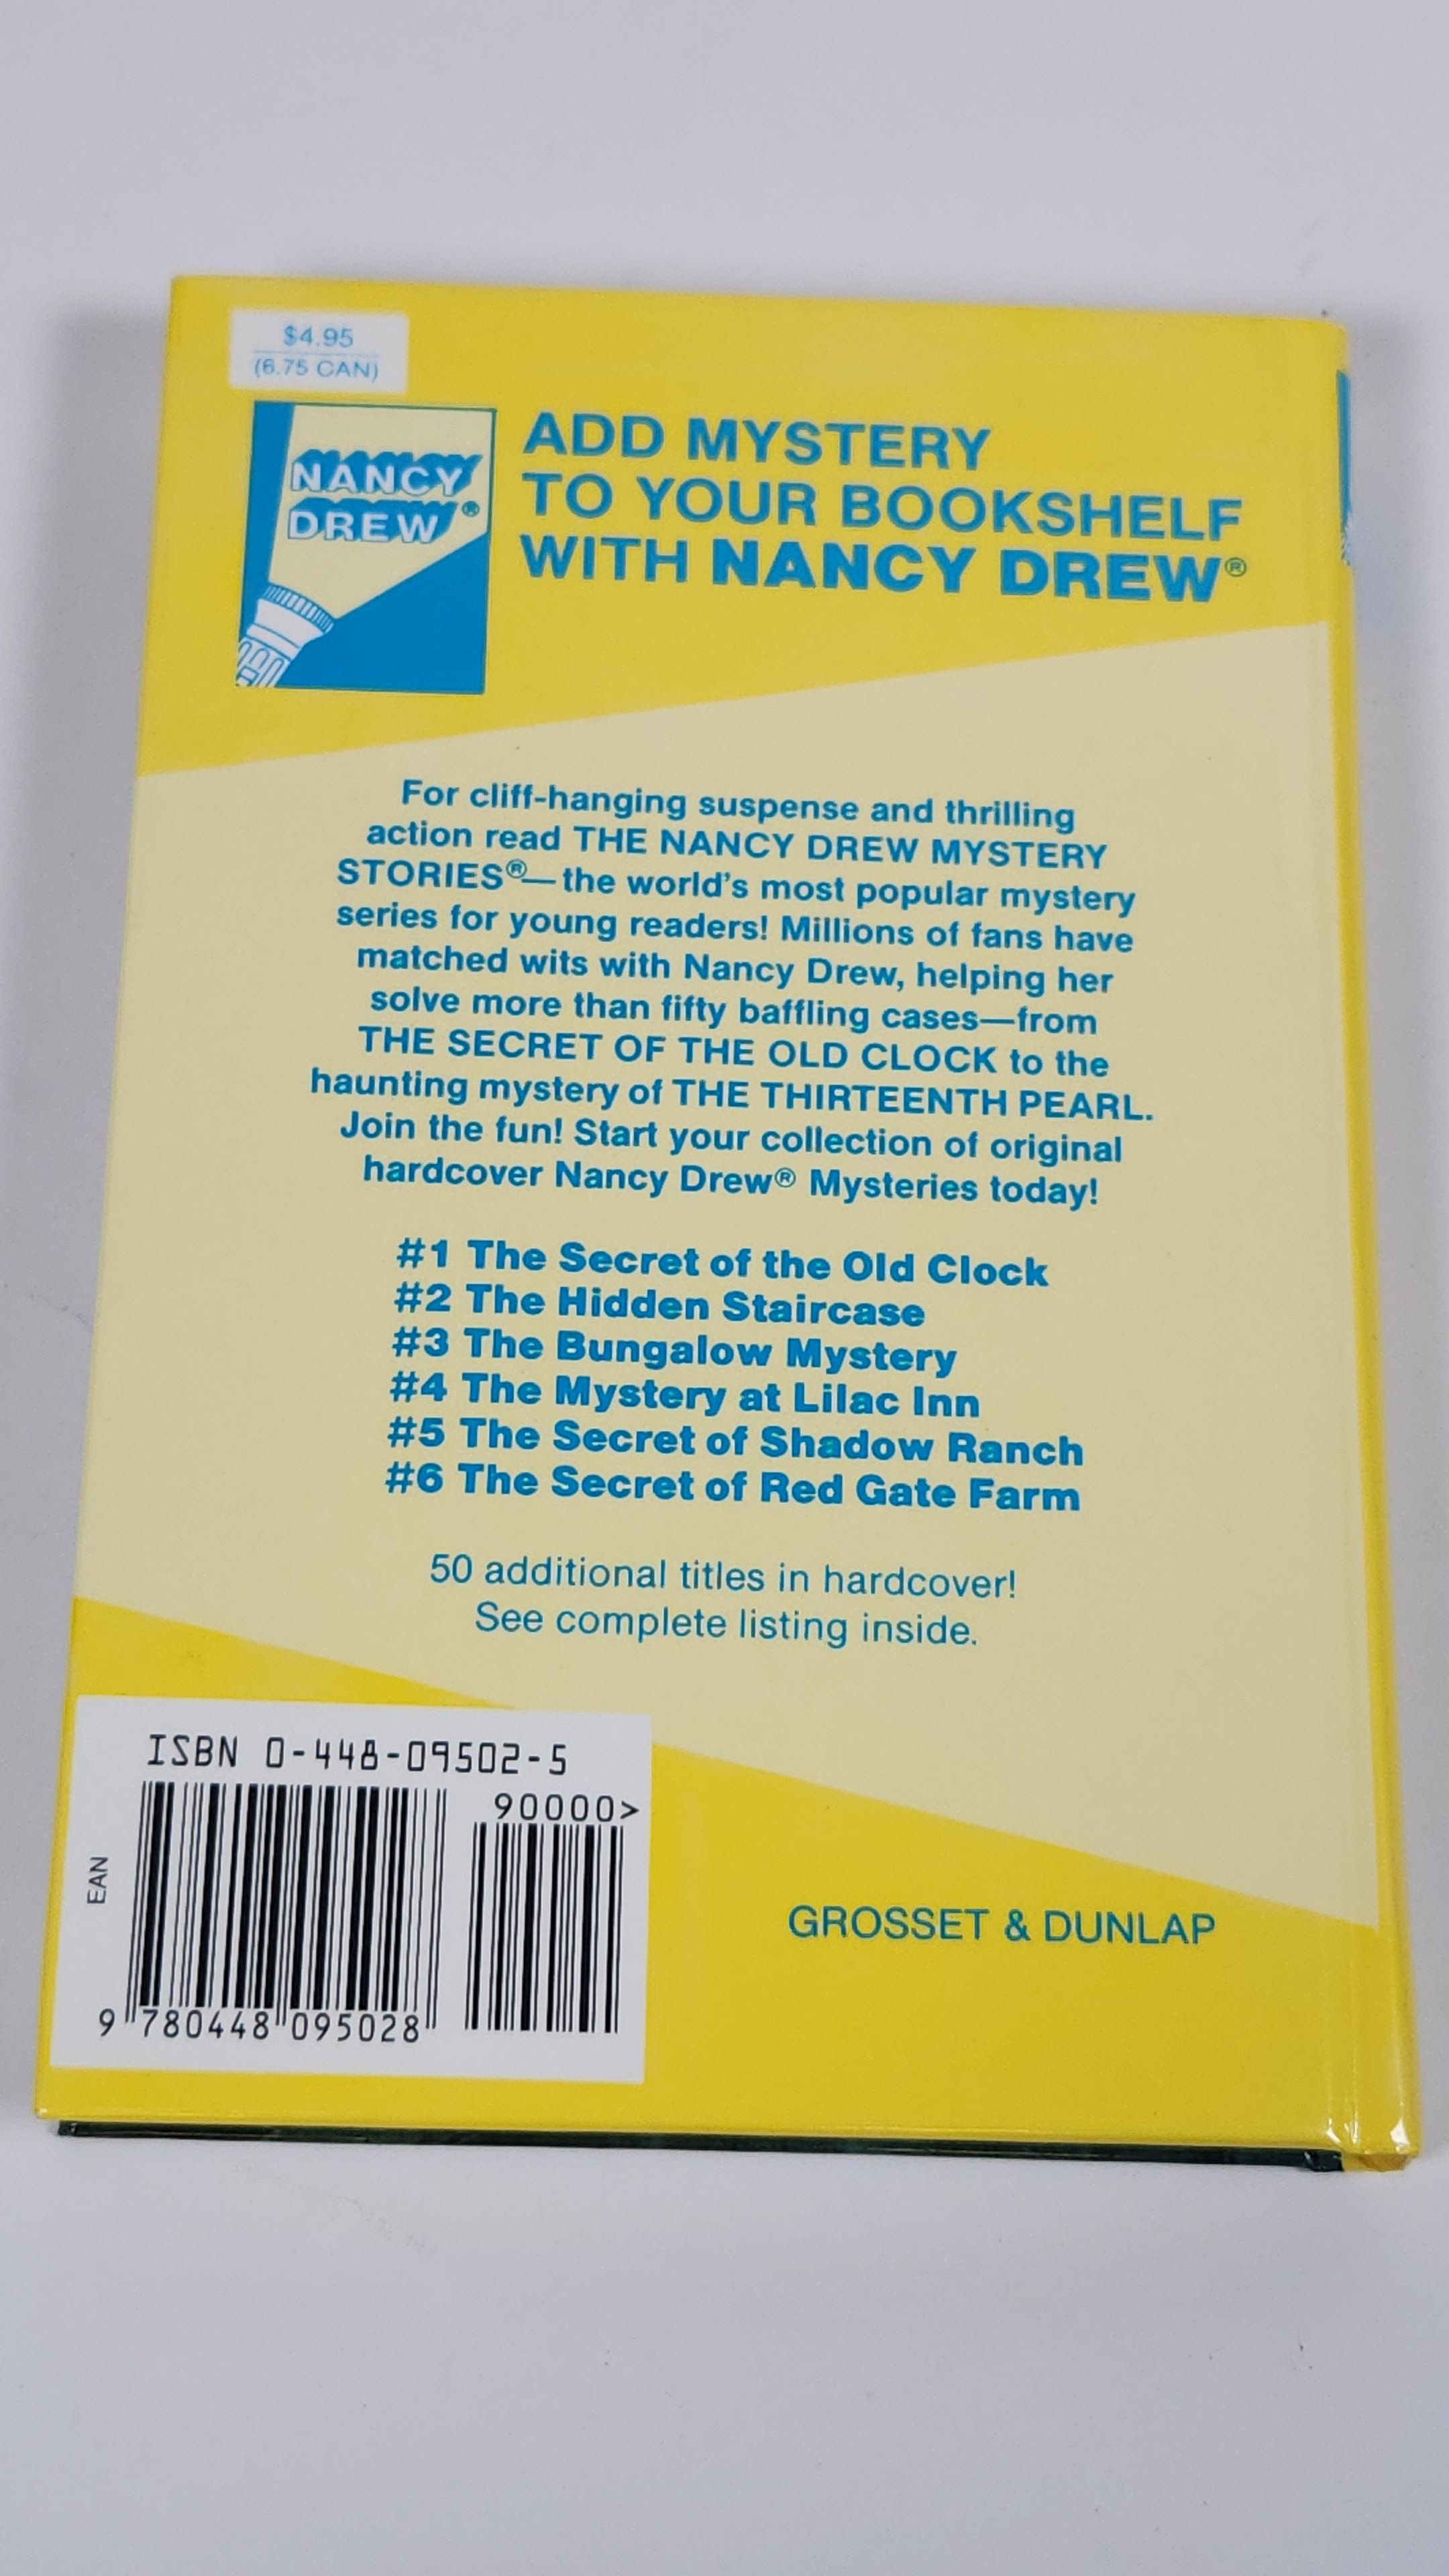 $4.95
(6.75 CAN)
NANCY
DREW®
ADD MYSTERY
TO YOUR BOOKSHELF
WITH NANCY DREW®
For cliff-hanging suspense and thrilling
action read THE NANCY DREW MYSTERY
STORIES®—the world's most popular mystery
series for young readers! Millions of fans have
matched wits with Nancy Drew, helping her
solve more than fifty baffling cases—from
THE SECRET OF THE OLD CLOCK to the
haunting mystery of THE THIRTEENTH PEARL.
Join the fun! Start your collection of original
hardcover Nancy Drew® Mysteries today!
#1 The Secret of the Old Clock
#2 The Hidden Staircase
#3 The Bungalow Mystery
#4 The Mystery at Lilac Inn
#5 The Secret of Shadow Ranch
#6 The Secret of Red Gate Farm
50 additional titles in hardcover!
See complete listing inside.
ISBN 0-448-09502-5
90000>
EAN
9 780448 095028
GROSSET & DUNLAP